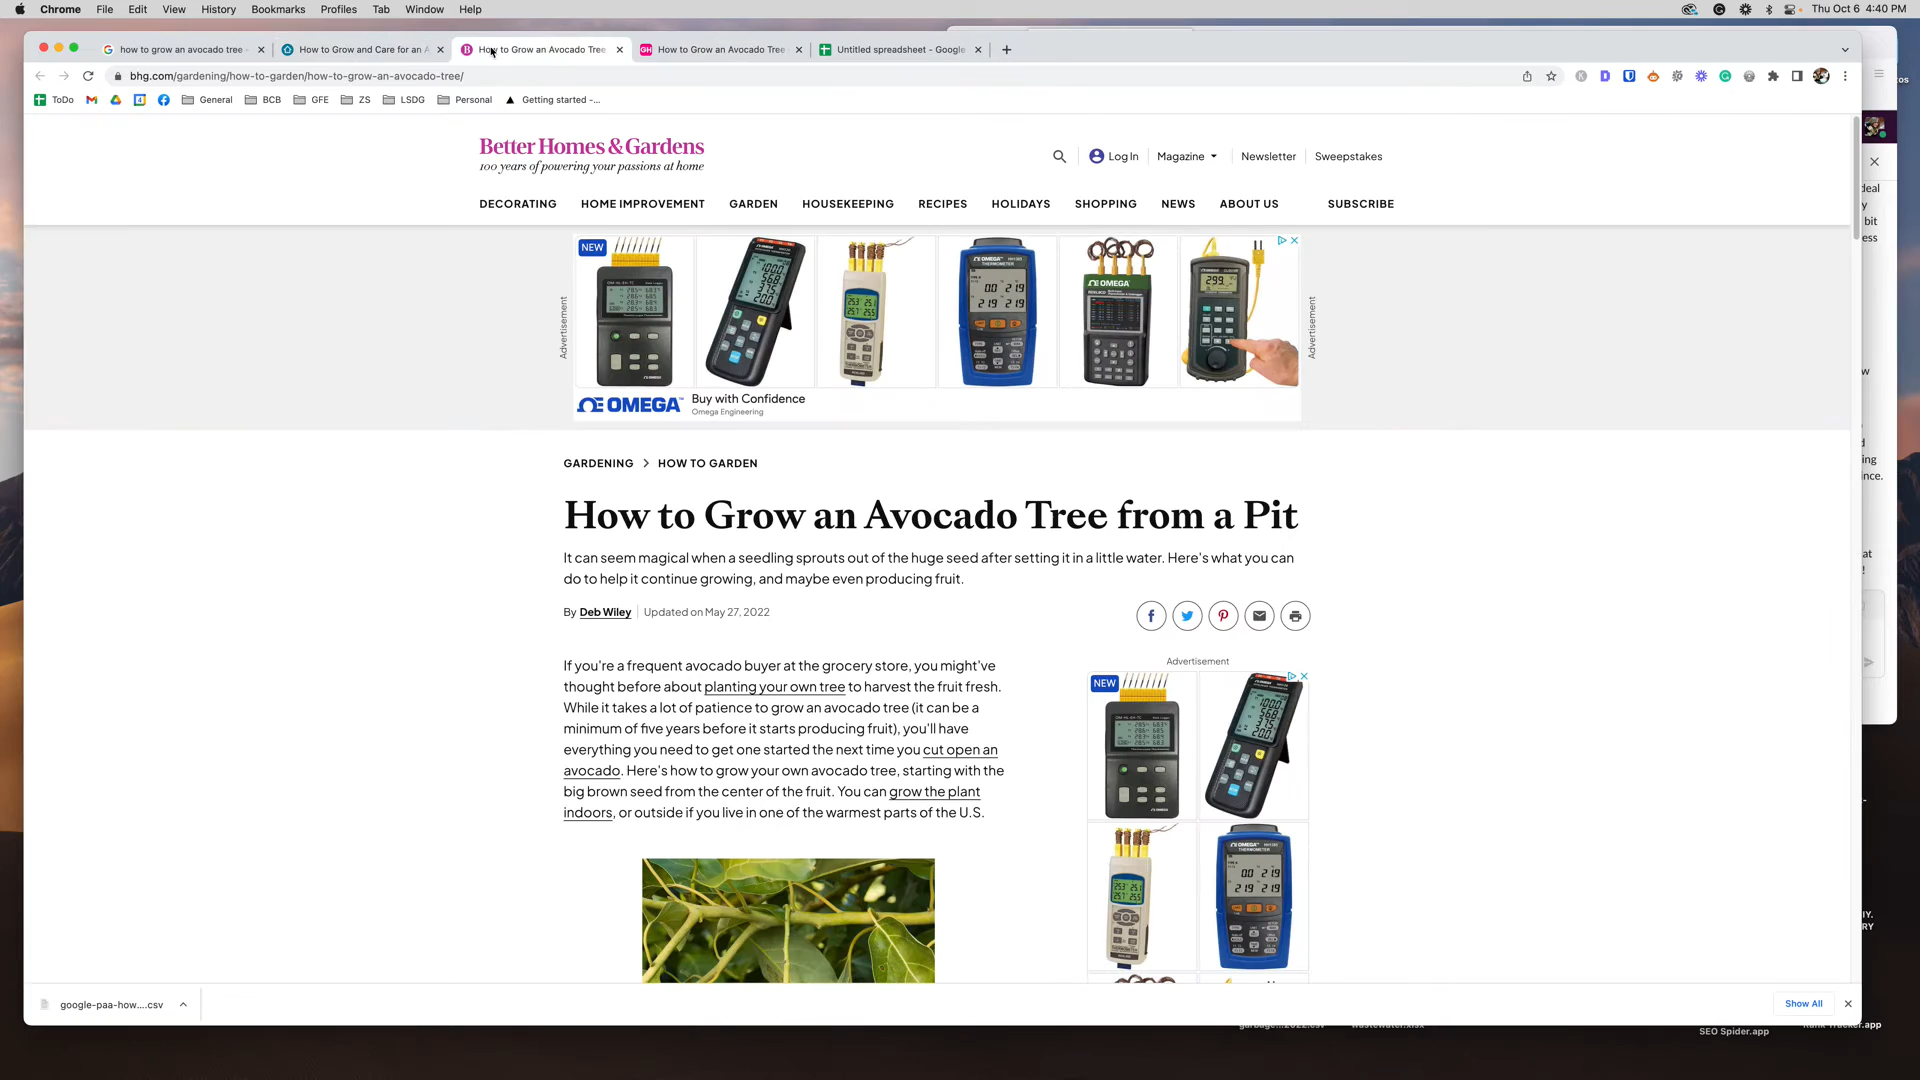 Chrome File Edit View History Bookmarks Profiles Tab Window Help
Thu Oct 6 4:40 PM
how to grow an avocado tree -
How to Grow and Care for an A
How to Grow an Avocado Tree
How to Grow an Avocado Tree
Untitled spreadsheet - Google
bhg.com/gardening/how-to-garden/how-to-grow-an-avocado-tree/
ToDo General BCB GFE ZS LSDG Personal Getting started -...
Better Homes & Gardens
100 years of powering your passions at home
Log In Magazine Newsletter Sweepstakes
DECORATING HOME IMPROVEMENT GARDEN HOUSEKEEPING RECIPES HOLIDAYS SHOPPING NEWS ABOUT US SUBSCRIBE
NEW
Advertisement
Advertisement
OMEGA
Buy with Confidence
Omega Engineering
GARDENING > HOW TO GARDEN
How to Grow an Avocado Tree from a Pit
It can seem magical when a seedling sprouts out of the huge seed after setting it in a little water. Here's what you can
do to help it continue growing, and maybe even producing fruit.
By Deb Wiley Updated on May 27, 2022
If you're a frequent avocado buyer at the grocery store, you might've
thought before about planting your own tree to harvest the fruit fresh.
While it takes a lot of patience to grow an avocado tree (it can be a
minimum of five years before it starts producing fruit), you'll have
everything you need to get one started the next time you cut open an
avocado. Here's how to grow your own avocado tree, starting with the
big brown seed from the center of the fruit. You can grow the plant
indoors, or outside if you live in one of the warmest parts of the U.S.
Advertisement
NEW
google-paa-how....csv
Show All
SEO Spider.app
Rank Tracker.app